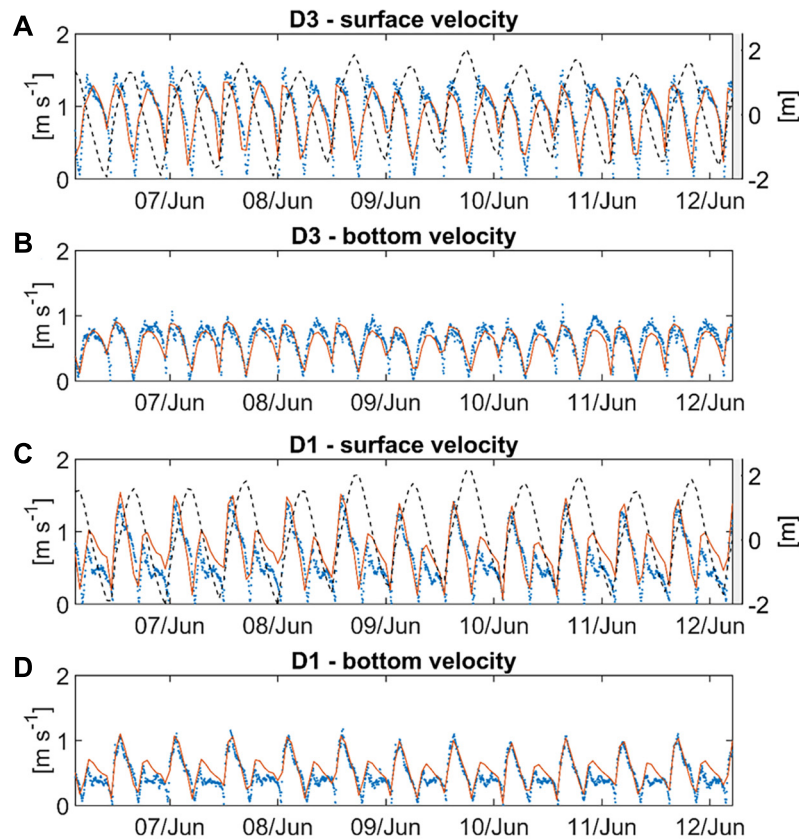 A
D3 - surface velocity
2
1
0
[m s⁻¹]
2
0
-2
[m]
07/Jun 08/Jun 09/Jun 10/Jun 11/Jun 12/Jun
B
D3 - bottom velocity
2
1
0
[m s⁻¹]
07/Jun 08/Jun 09/Jun 10/Jun 11/Jun 12/Jun
C
D1 - surface velocity
2
1
0
[m s⁻¹]
2
0
-2
[m]
07/Jun 08/Jun 09/Jun 10/Jun 11/Jun 12/Jun
D
D1 - bottom velocity
2
1
0
[m s⁻¹]
07/Jun 08/Jun 09/Jun 10/Jun 11/Jun 12/Jun